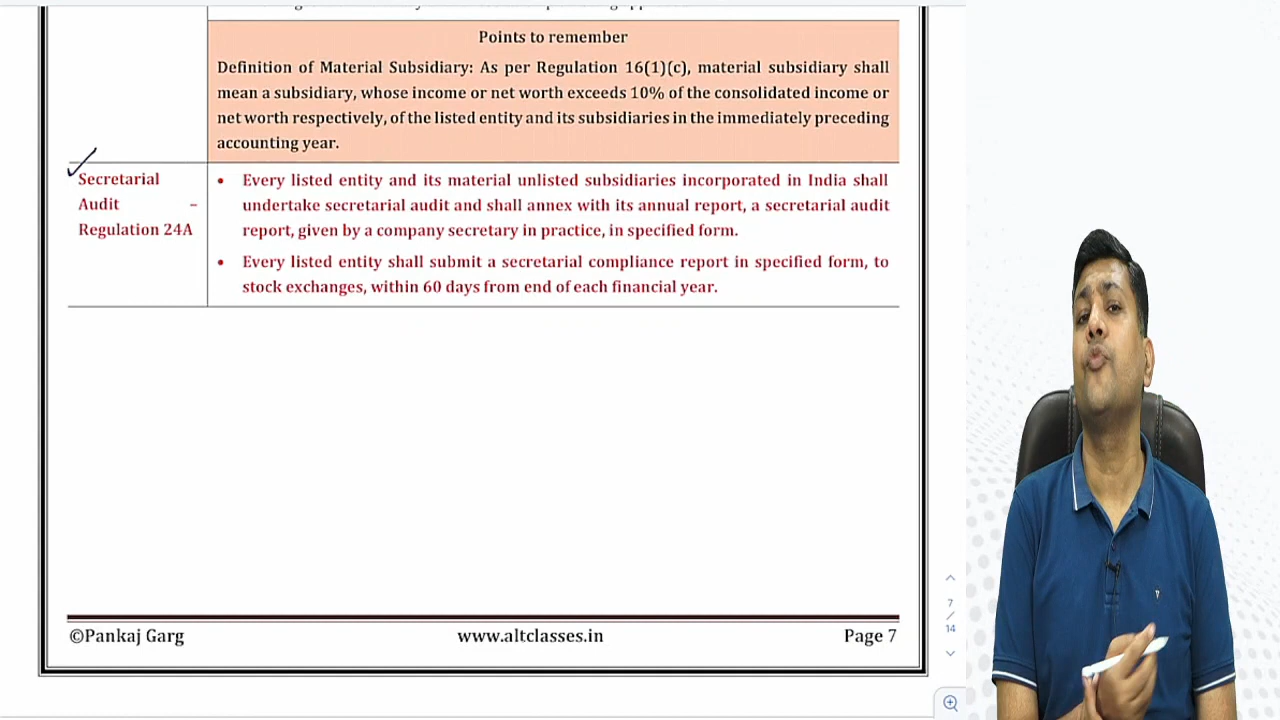 Points to remember
Definition of Material Subsidiary: As per Regulation 16(1)(c), material subsidiary shall
mean a subsidiary, whose income or net worth exceeds 10% of the consolidated income or
net worth respectively, of the listed entity and its subsidiaries in the immediately preceding
accounting year.
Secretarial
Audit –
Regulation 24A
• Every listed entity and its material unlisted subsidiaries incorporated in India shall
undertake secretarial audit and shall annex with its annual report, a secretarial audit
report, given by a company secretary in practice, in specified form.
• Every listed entity shall submit a secretarial compliance report in specified form, to
stock exchanges, within 60 days from end of each financial year.
©Pankaj Garg
www.altclasses.in
Page 7
7
/
14